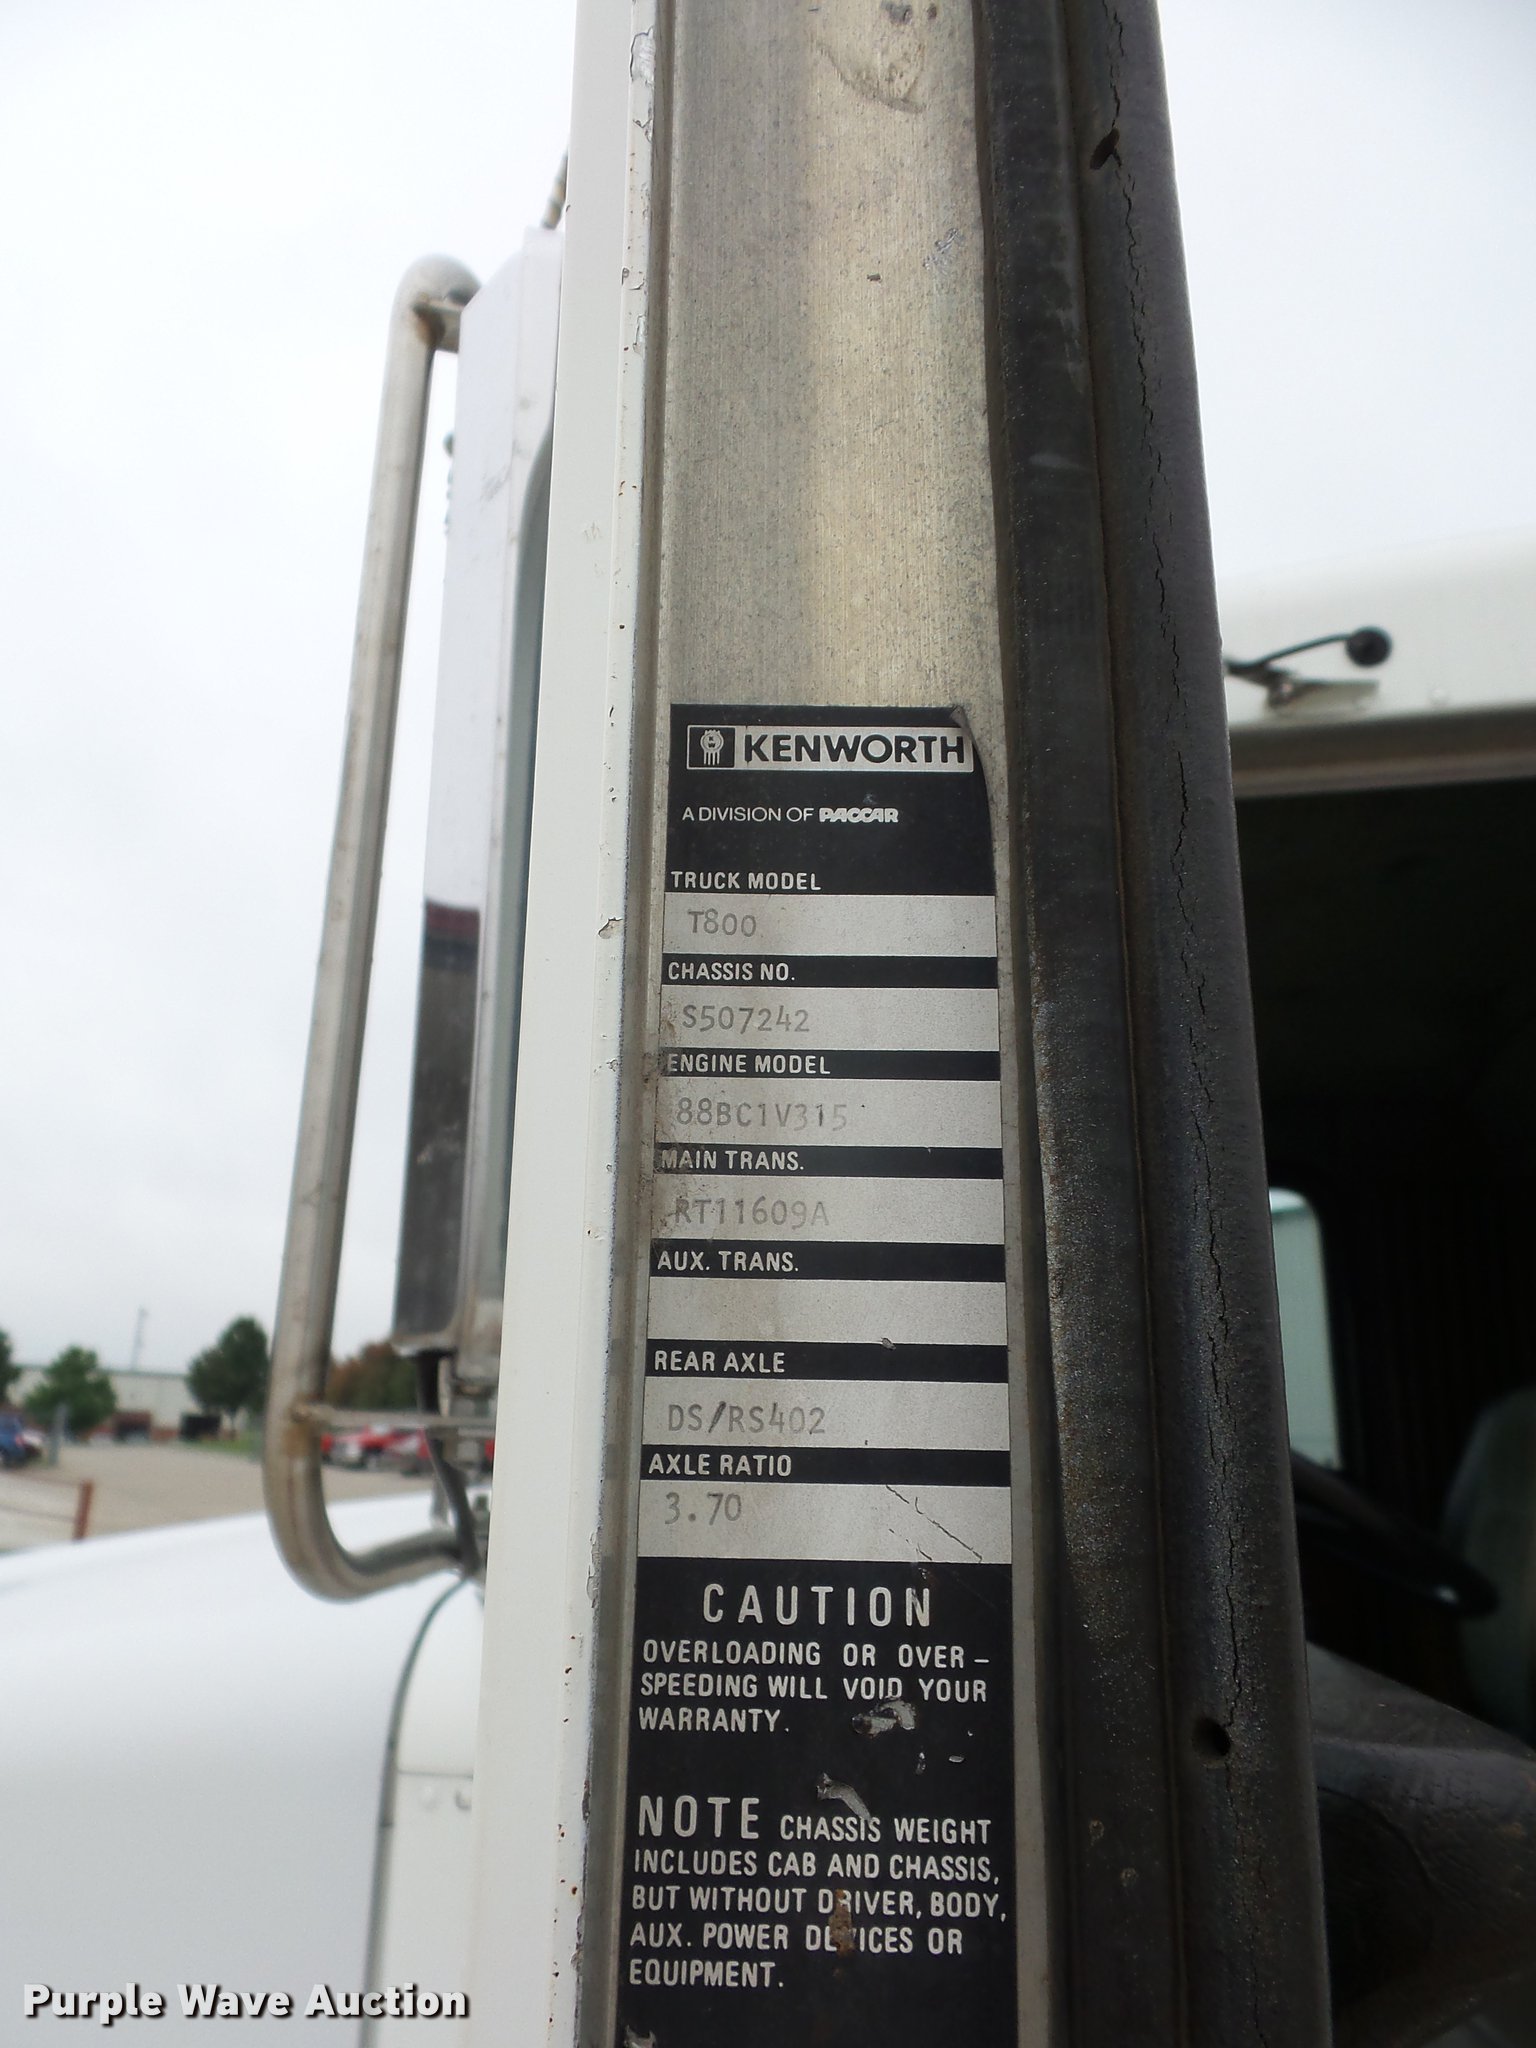 KENWORTH
A DIVISION OF PACCAR
TRUCK MODEL
T800
CHASSIS NO.
S507242
ENGINE MODEL
88BC1V315
MAIN TRANS.
RT11609A
AUX. TRANS.
REAR AXLE
DS/RS402
AXLE RATIO
3.70
CAUTION
OVERLOADING OR OVER-
SPEEDING WILL VOID YOUR
WARRANTY.
NOTE CHASSIS WEIGHT
INCLUDES CAB AND CHASSIS,
BUT WITHOUT DRIVER, BODY,
AUX. POWER DEVICES OR
EQUIPMENT.
Purple Wave Auction